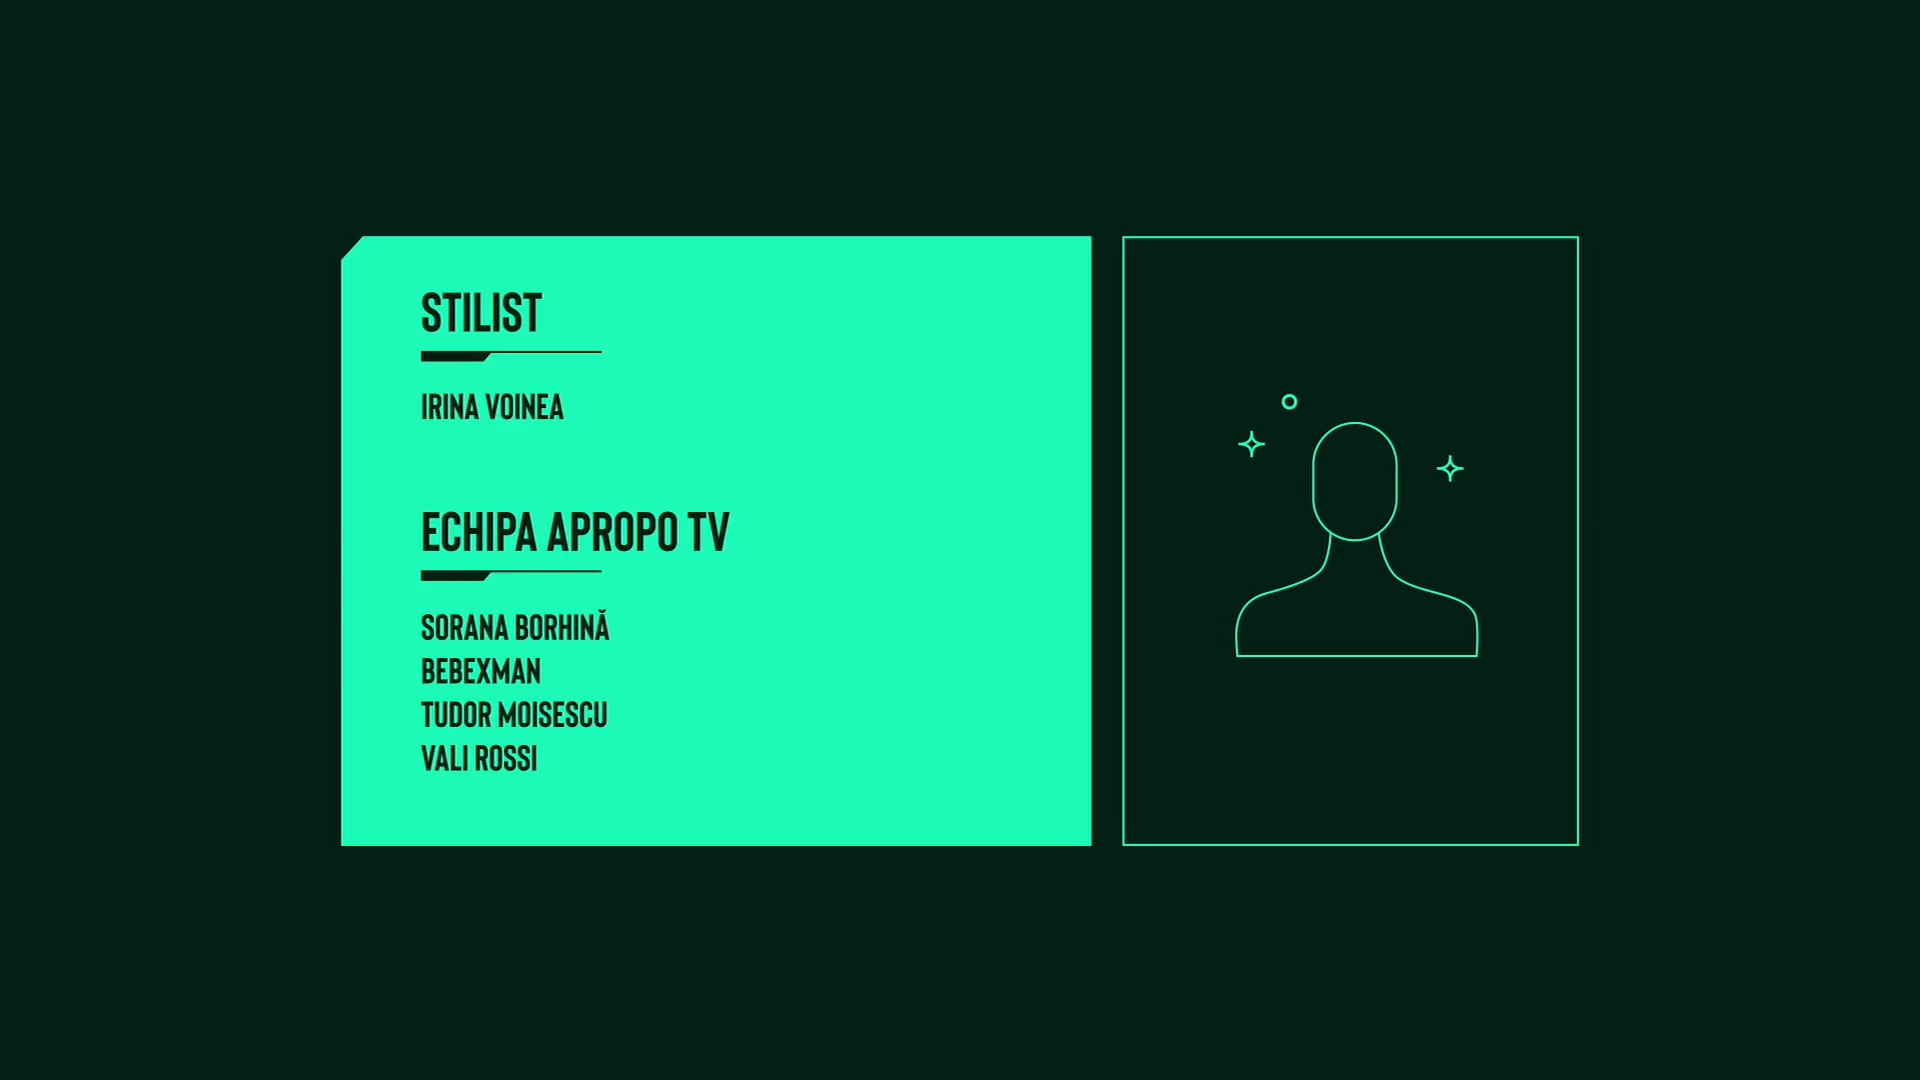 STILIST
IRINA VOINEA
ECHIPA APROPO TV
SORANA BORHINĂ
BEBEXMAN
TUDOR MOISESCU
VALI ROSSI